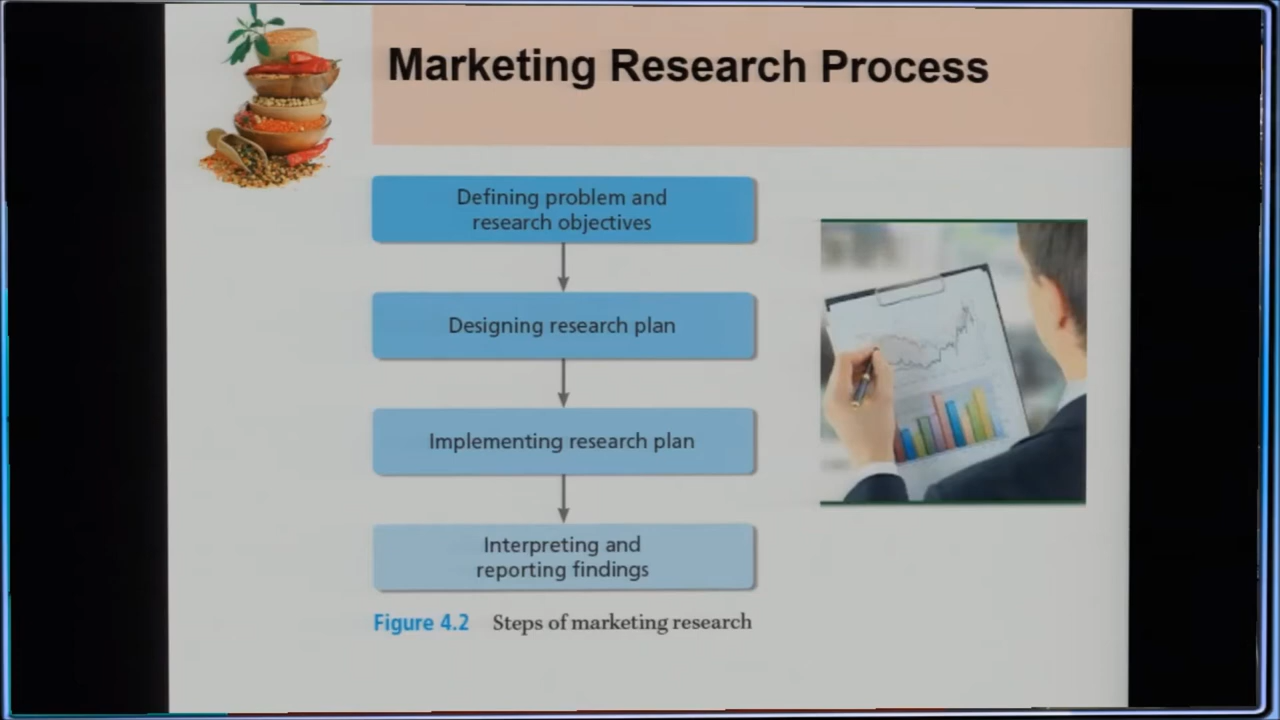 Marketing Research Process
Defining problem and
research objectives
Designing research plan
Implementing research plan
Interpreting and
reporting findings
Figure 4.2 Steps of marketing research